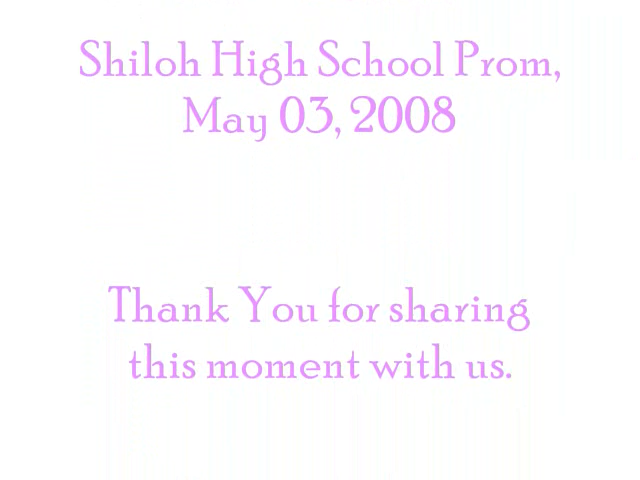 Shiloh High School Prom,
May 03, 2008
Thank You for sharing
this moment with us.